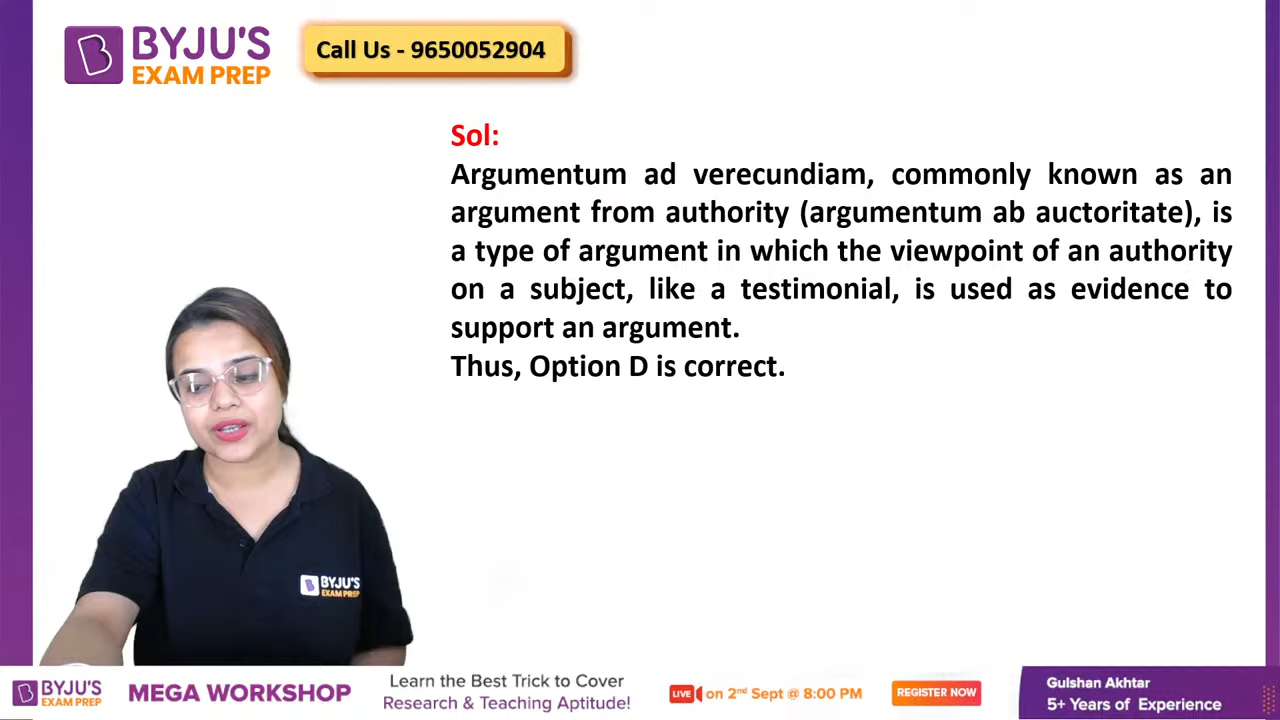 BYJU'S
EXAM PREP
Call Us - 9650052904
Sol:
Argumentum ad verecundiam, commonly known as an
argument from authority (argumentum ab auctoritate), is
a type of argument in which the viewpoint of an authority
on a subject, like a testimonial, is used as evidence to
support an argument.
Thus, Option D is correct.
BYJU'S
EXAM PREP
BYJU'S
EXAM PREP
MEGA WORKSHOP
Learn the Best Trick to Cover
Research & Teaching Aptitude!
LIVE on 2nd Sept @ 8:00 PM
REGISTER NOW
Gulshan Akhtar
5+ Years of Experience